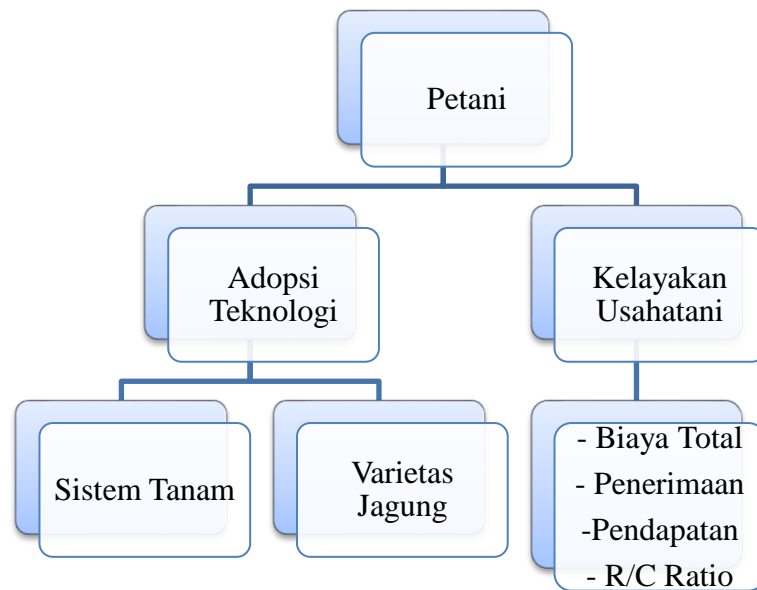 Petani
Adopsi
Teknologi
Kelayakan
Usahatani
Sistem Tanam
Varietas
Jagung
- Biaya Total
- Penerimaan
-Pendapatan
- R/C Ratio